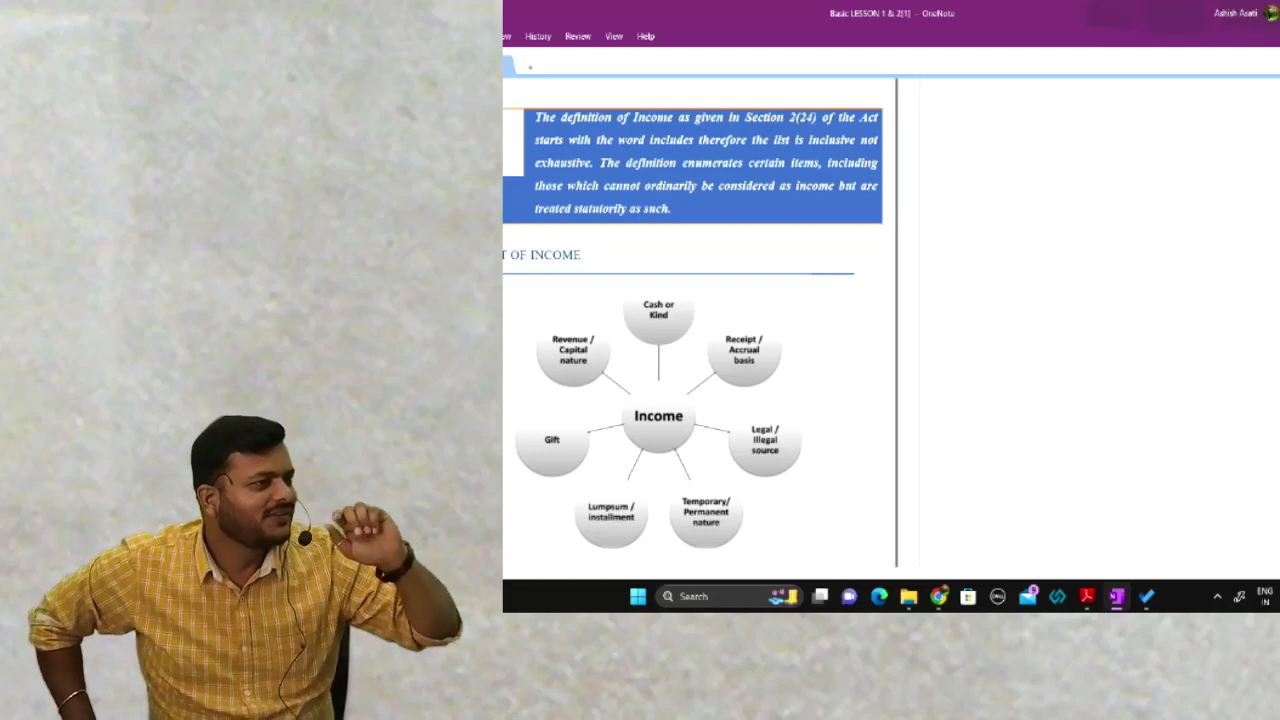 Basic LESSON 1 & 2[1] - OneNote
Ashish Asati
History Review View Help
The definition of Income as given in Section 2(24) of the Act
starts with the word includes therefore the list is inclusive not
exhaustive. The definition enumerates certain items, including
those which cannot ordinarily be considered as income but are
treated statutorily as such.
OF INCOME
Cash or
Kind
Revenue /
Capital
nature
Receipt /
Accrual
basis
Income
Gift
Legal /
Illegal
source
Lumpsum /
installment
Temporary/
Permanent
nature
Search
ENG
IN